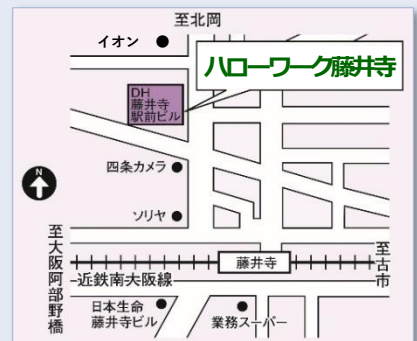 至北岡
イオン
ハローワーク藤井寺
DH
藤井寺
駅前ビル
四条カメラ
N
ソリヤ
至大阪阿部野橋
藤井寺
至古市
近鉄南大阪線
日本生命
藤井寺ビル
業務スーパー